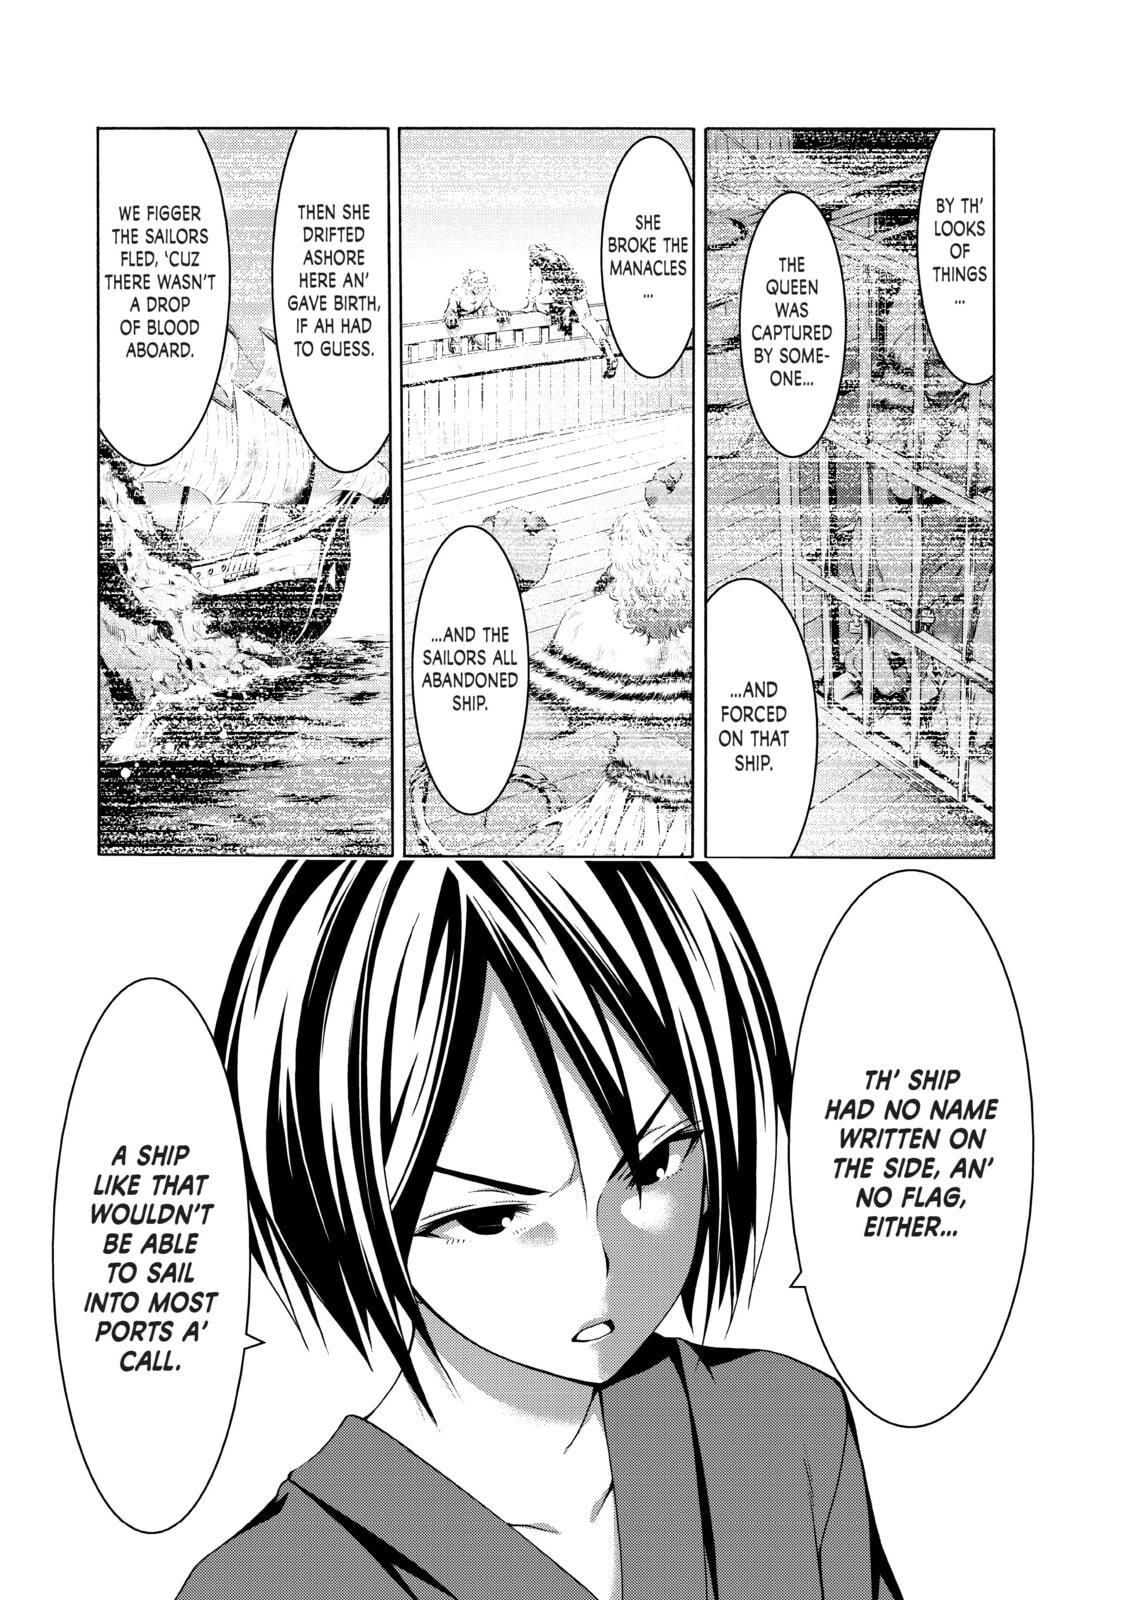 BY TH'
LOOKS
OF
THINGS
...
THE
QUEEN
WAS
CAPTURED
BY SOME-
ONE...
...AND
FORCED
ON THAT
SHIP.
SHE
BROKE THE
MANACLES
...
...AND THE
SAILORS ALL
ABANDONED
SHIP.
THEN SHE
DRIFTED
ASHORE
HERE AN'
GAVE BIRTH,
IF AH HAD
TO GUESS.
WE FIGGER
THE SAILORS
FLED, 'CUZ
THERE WASN'T
A DROP
OF BLOOD
ABOARD.
TH' SHIP
HAD NO NAME
WRITTEN ON
THE SIDE, AN'
NO FLAG,
EITHER...
A SHIP
LIKE THAT
WOULDN'T
BE ABLE
TO SAIL
INTO MOST
PORTS A'
CALL.